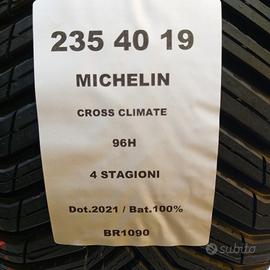 235 40 19
MICHELIN
CROSS CLIMATE
96H
4 STAGIONI
Dot.2021 / Bat.100%
BR1090
subito